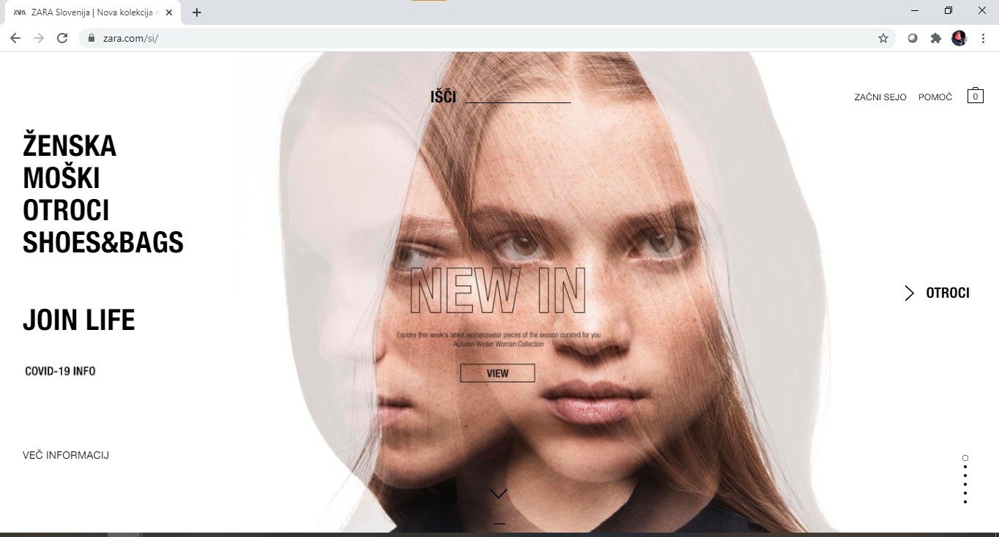 ZARA ZARA Slovenija | Nova kolekcija
zara.com/si/
IŠČI
ZAČNI SEJO POMOČ 0
ŽENSKA
MOŠKI
OTROCI
SHOES&BAGS
JOIN LIFE
COVID-19 INFO
VEČ INFORMACIJ
NEW IN
Explore this week's latest womenswear pieces of the season curated for you
Autumn Winter Woman Collection
VIEW
OTROCI